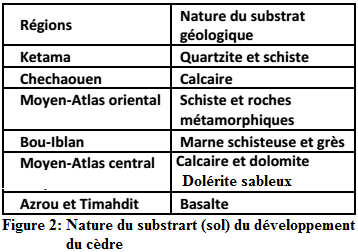 Régions
Nature du substrat
géologique
Ketama
Quartzite et schiste
Chechaouen
Calcaire
Moyen-Atlas oriental
Schiste et roches
métamorphiques
Bou-Iblan
Marne schisteuse et grès
Moyen-Atlas central
Calcaire et dolomite
Dolérite sableux
Azrou et Timahdit
Basalte
Figure 2: Nature du substrart (sol) du développement
du cèdre